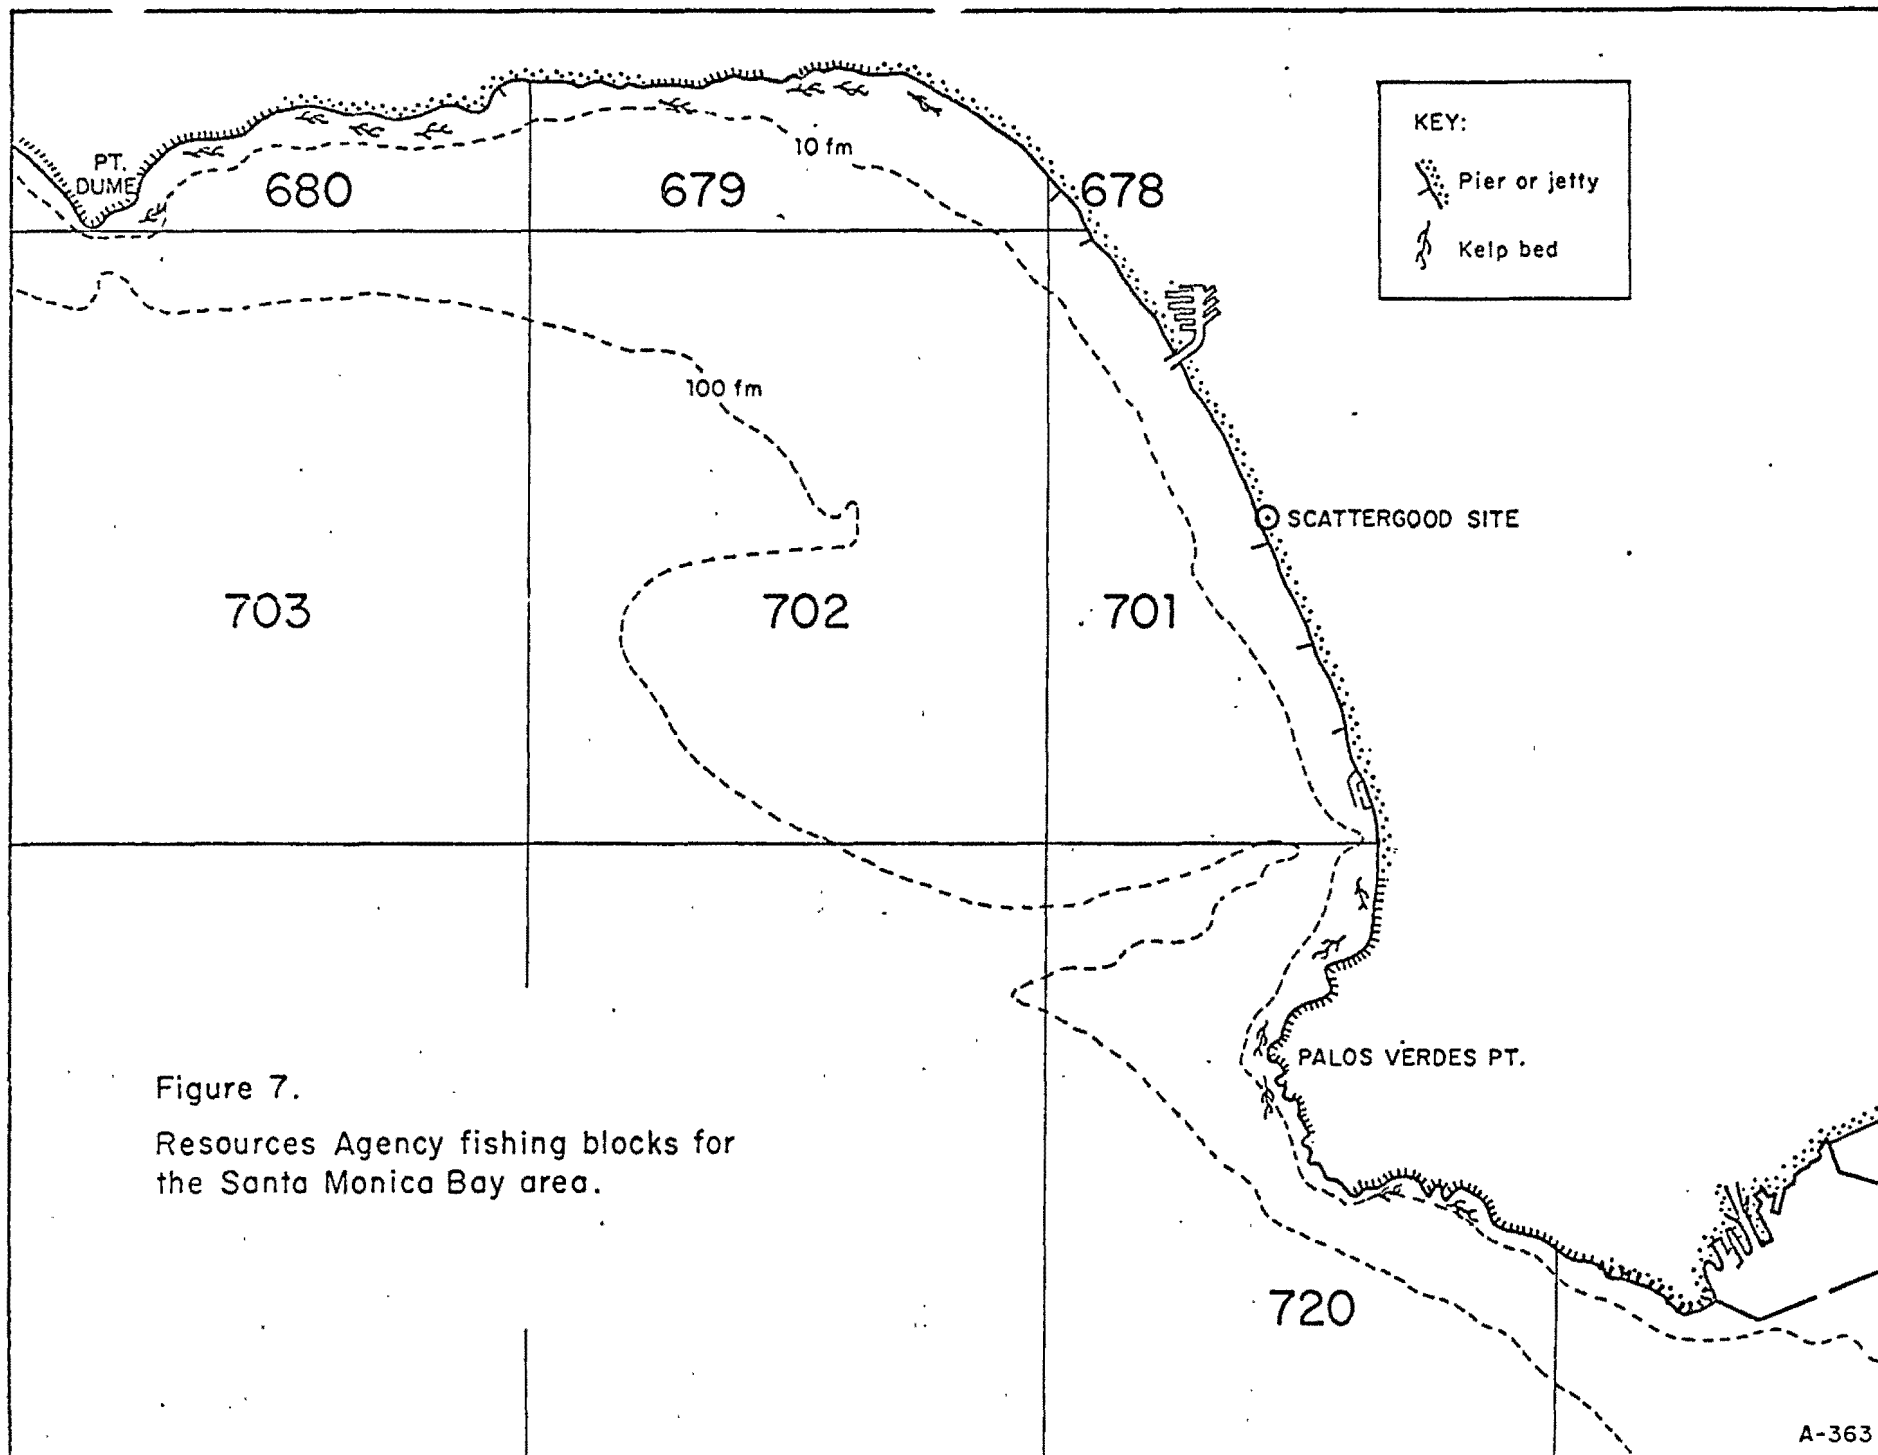 KEY:
Pier or jetty
Kelp bed
PT.
DUME
680
679
10 fm
678
100 fm
SCATTERGOOD SITE
703
702
701
PALOS VERDES PT.
Figure 7.
Resources Agency fishing blocks for
the Santa Monica Bay area.
720
A-363